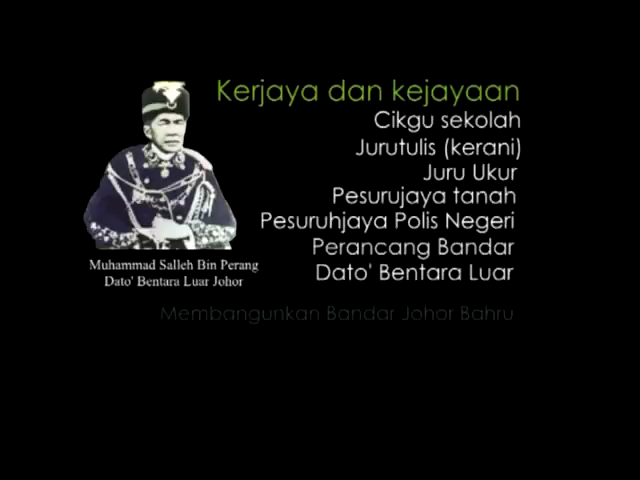 Kerjaya dan kejayaan
Cikgu sekolah
Jurutulis (kerani)
Juru Ukur
Pesurujaya tanah
Pesuruhjaya Polis Negeri
Perancang Bandar
Dato' Bentara Luar
Membangunkan Bandar Johor Bahru
Muhammad Salleh Bin Perang
Dato' Bentara Luar Johor